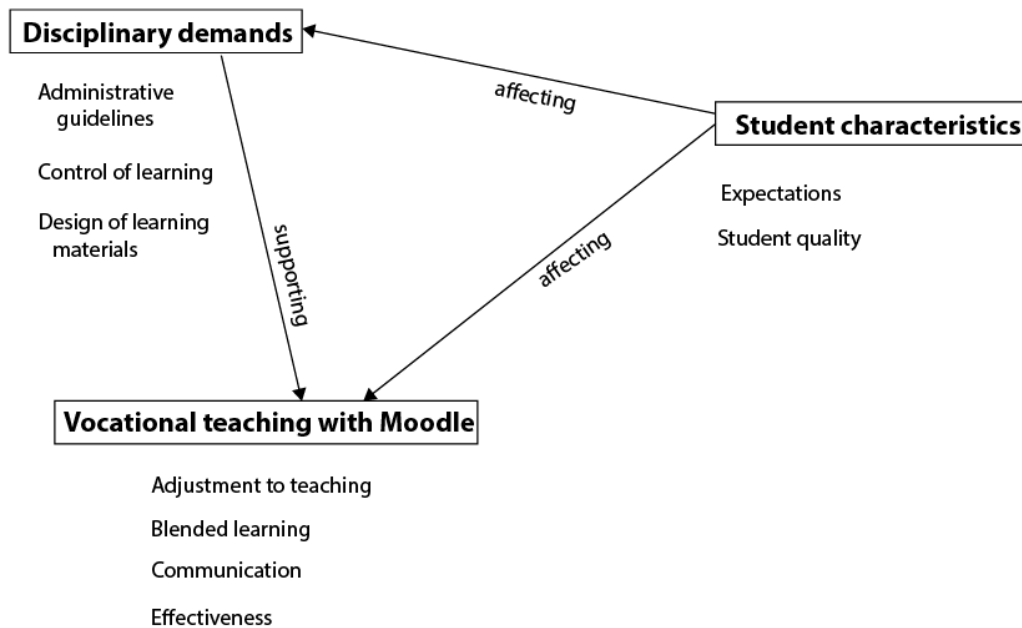 Disciplinary demands
Administrative
guidelines
Control of learning
Design of learning
materials
affecting
Student characteristics
Expectations
Student quality
supporting
affecting
Vocational teaching with Moodle
Adjustment to teaching
Blended learning
Communication
Effectiveness